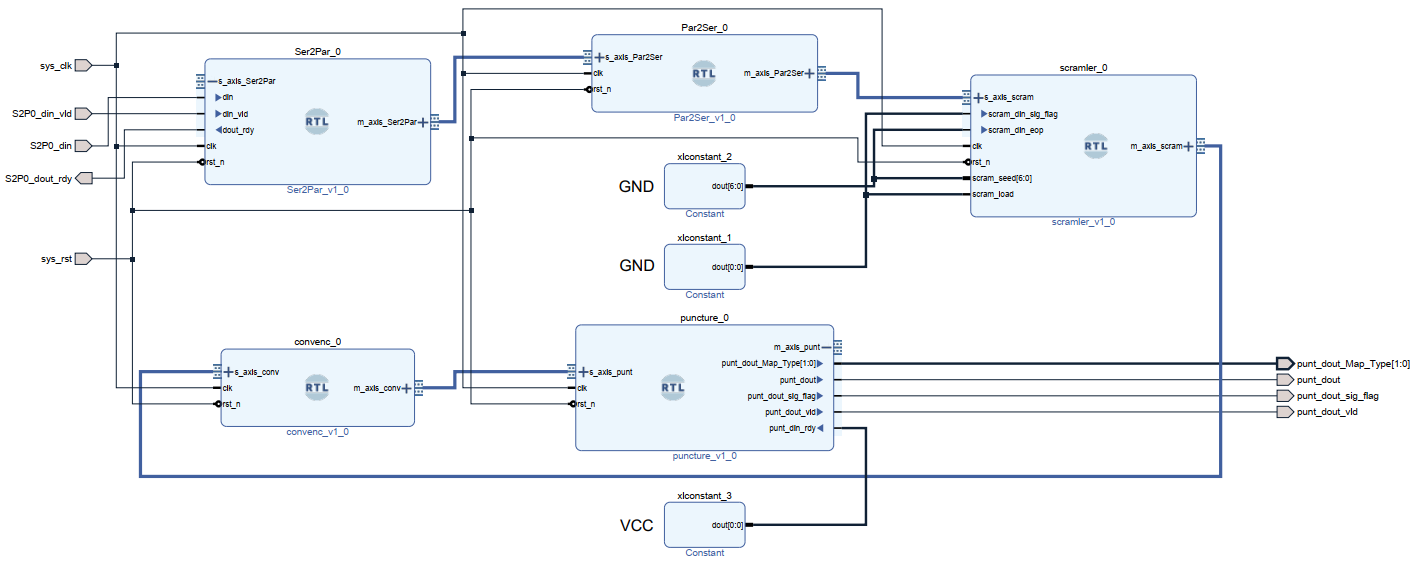 sys_clk
S2P0_din_vld
S2P0_din
S2P0_dout_rdy
sys_rst
Ser2Par_0
s_axis_Ser2Par
din
din_vld
dout_rdy
clk
rst_n
RTL
m_axis_Ser2Par
Ser2Par_v1_0
Par2Ser_0
s_axis_Par2Ser
clk
rst_n
RTL
m_axis_Par2Ser
Par2Ser_v1_0
scramler_0
s_axis_scram
scram_din_sig_flag
scram_din_eop
clk
rst_n
scram_seed[6:0]
scram_load
RTL
m_axis_scram
scramler_v1_0
xlconstant_2
GND
dout[6:0]
Constant
xlconstant_1
GND
dout[0:0]
Constant
convenc_0
s_axis_conv
clk
rst_n
RTL
m_axis_conv
convenc_v1_0
puncture_0
s_axis_punt
clk
rst_n
RTL
m_axis_punt
punt_dout_Map_Type[1:0]
punt_dout
punt_dout_sig_flag
punt_dout_vld
punt_din_rdy
puncture_v1_0
punt_dout_Map_Type[1:0]
punt_dout
punt_dout_sig_flag
punt_dout_vld
xlconstant_3
VCC
dout[0:0]
Constant